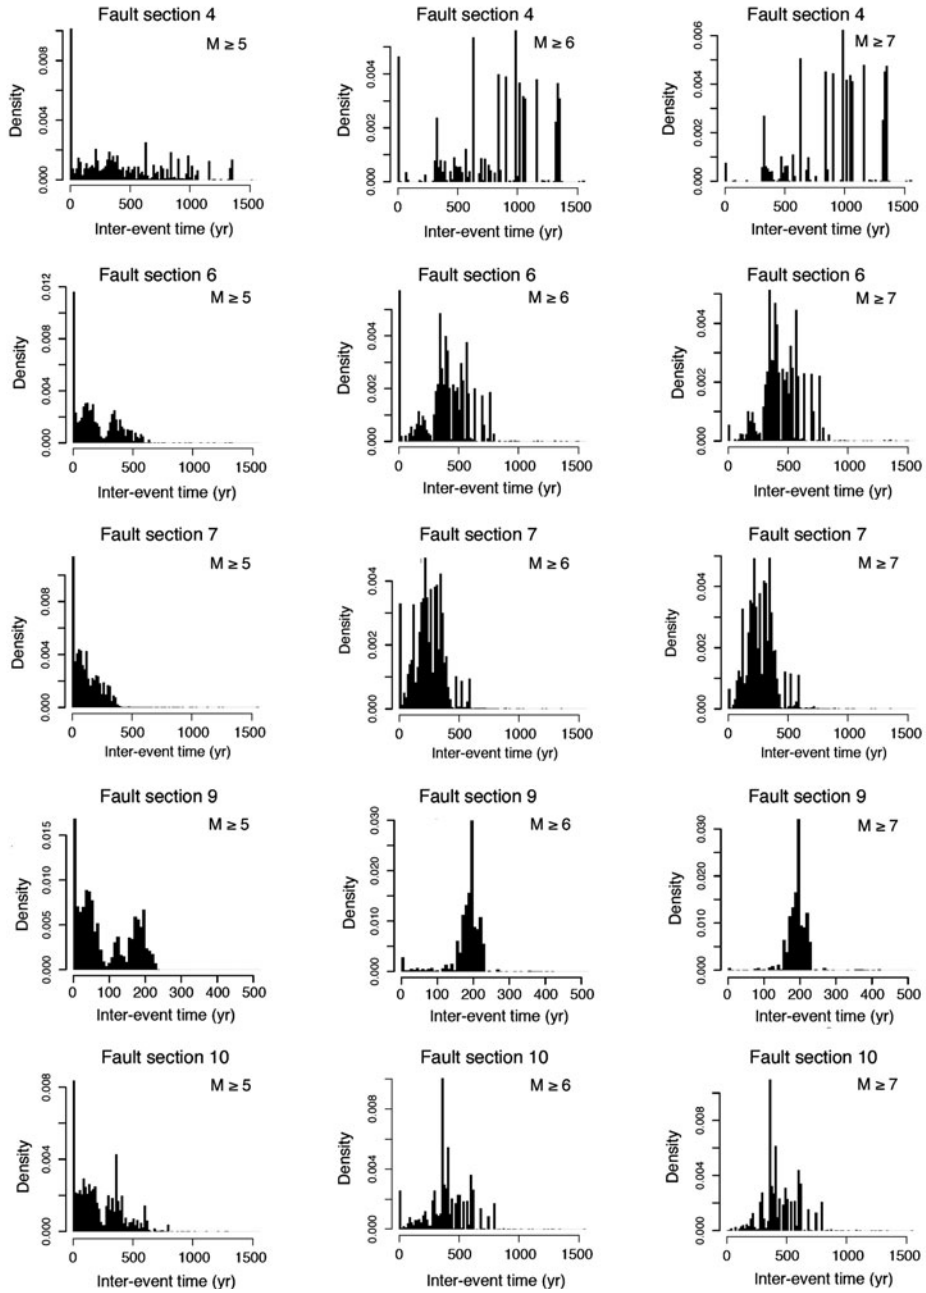 Fault section 4
M ≥ 5
Density
0.000 0.004 0.008
0 500 1000 1500
Inter-event time (yr)
Fault section 4
M ≥ 6
Density
0.000 0.002 0.004
0 500 1000 1500
Inter-event time (yr)
Fault section 4
M ≥ 7
Density
0.000 0.002 0.004 0.006
0 500 1000 1500
Inter-event time (yr)
Fault section 6
M ≥ 5
Density
0.000 0.004 0.008 0.012
0 500 1000 1500
Inter-event time (yr)
Fault section 6
M ≥ 6
Density
0.000 0.002 0.004
0 500 1000 1500
Inter-event time (yr)
Fault section 6
M ≥ 7
Density
0.000 0.002 0.004
0 500 1000 1500
Inter-event time (yr)
Fault section 7
M ≥ 5
Density
0.000 0.004 0.008
0 500 1000 1500
Inter-event time (yr)
Fault section 7
M ≥ 6
Density
0.000 0.002 0.004
0 500 1000 1500
Inter-event time (yr)
Fault section 7
M ≥ 7
Density
0.000 0.002 0.004
0 500 1000 1500
Inter-event time (yr)
Fault section 9
M ≥ 5
Density
0.000 0.005 0.010 0.015
0 100 200 300 400 500
Inter-event time (yr)
Fault section 9
M ≥ 6
Density
0.000 0.010 0.020 0.030
0 100 200 300 400 500
Inter-event time (yr)
Fault section 9
M ≥ 7
Density
0.000 0.010 0.020 0.030
0 100 200 300 400 500
Inter-event time (yr)
Fault section 10
M ≥ 5
Density
0.000 0.004 0.008
0 500 1000 1500
Inter-event time (yr)
Fault section 10
M ≥ 6
Density
0.000 0.004 0.008
0 500 1000 1500
Inter-event time (yr)
Fault section 10
M ≥ 7
Density
0.000 0.004 0.008
0 500 1000 1500
Inter-event time (yr)